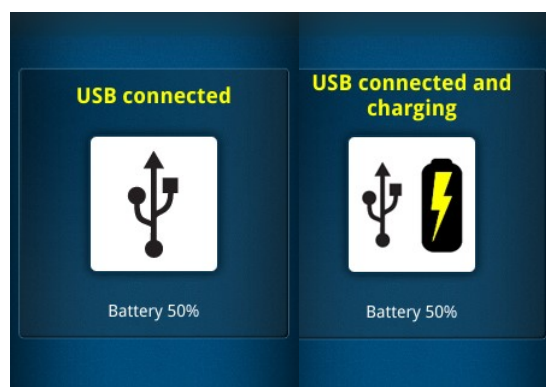 USB connected
Battery 50%
USB connected and
charging
Battery 50%